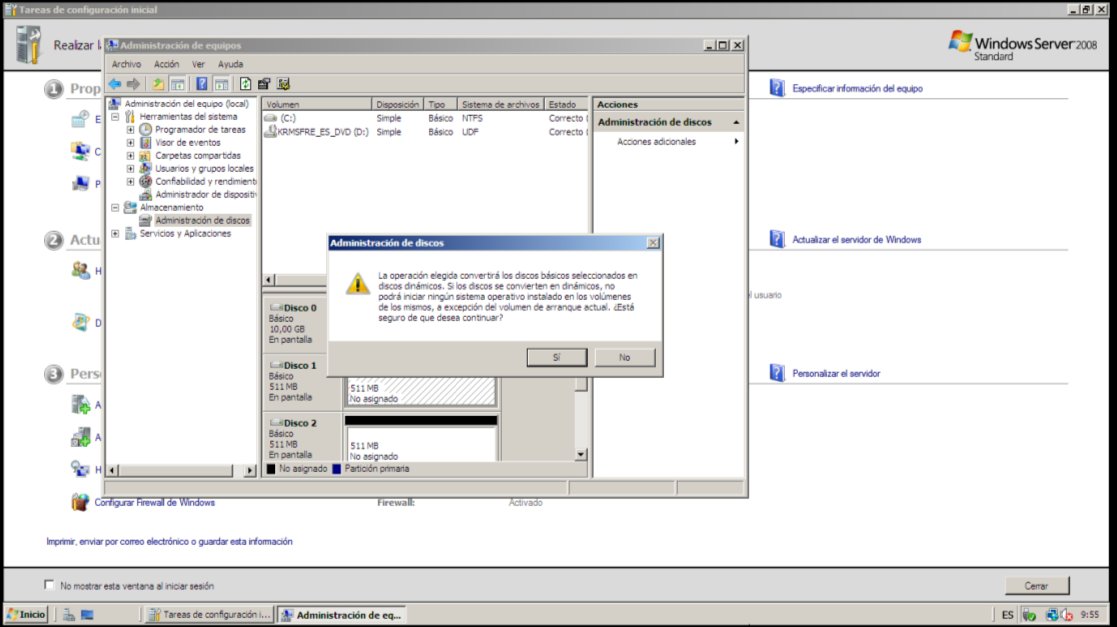 Tareas de configuración inicial
Realizar l
Windows Server 2008
Standard
Administración de equipos
Archivo Acción Ver Ayuda
Administración del equipo (local)
Herramientas del sistema
Programador de tareas
Visor de eventos
Carpetas compartidas
Usuarios y grupos locales
Confiabilidad y rendimient
Administrador de dispositiv
Almacenamiento
Administración de discos
Servicios y Aplicaciones
Volumen Disposición Tipo Sistema de archivos Estado
(C:) Simple Básico NTFS Correcto (
KRMSFRE_ES_DVD (D:) Simple Básico UDF Correcto (
Acciones
Administración de discos
Acciones adicionales
1 Prop
E
C
P
2 Actu
H
D
3 Pers
A
A
H
Especificar información del equipo
Actualizar el servidor de Windows
el usuario
Personalizar el servidor
Administración de discos
La operación elegida convertirá los discos básicos seleccionados en
discos dinámicos. Si los discos se convierten en dinámicos, no
podrá iniciar ningún sistema operativo instalado en los volúmenes
de los mismos, a excepción del volumen de arranque actual. ¿Está
seguro de que desea continuar?
Sí No
Disco 0
Básico
10,00 GB
En pantalla
Disco 1
Básico
511 MB
En pantalla
511 MB
No asignado
Disco 2
Básico
511 MB
En pantalla
511 MB
No asignado
No asignado Partición primaria
Configurar Firewall de Windows Firewall: Activado
Imprimir, enviar por correo electrónico o guardar esta información
No mostrar esta ventana al iniciar sesión
Cerrar
Inicio Tareas de configuración i... Administración de eq... ES 9:55